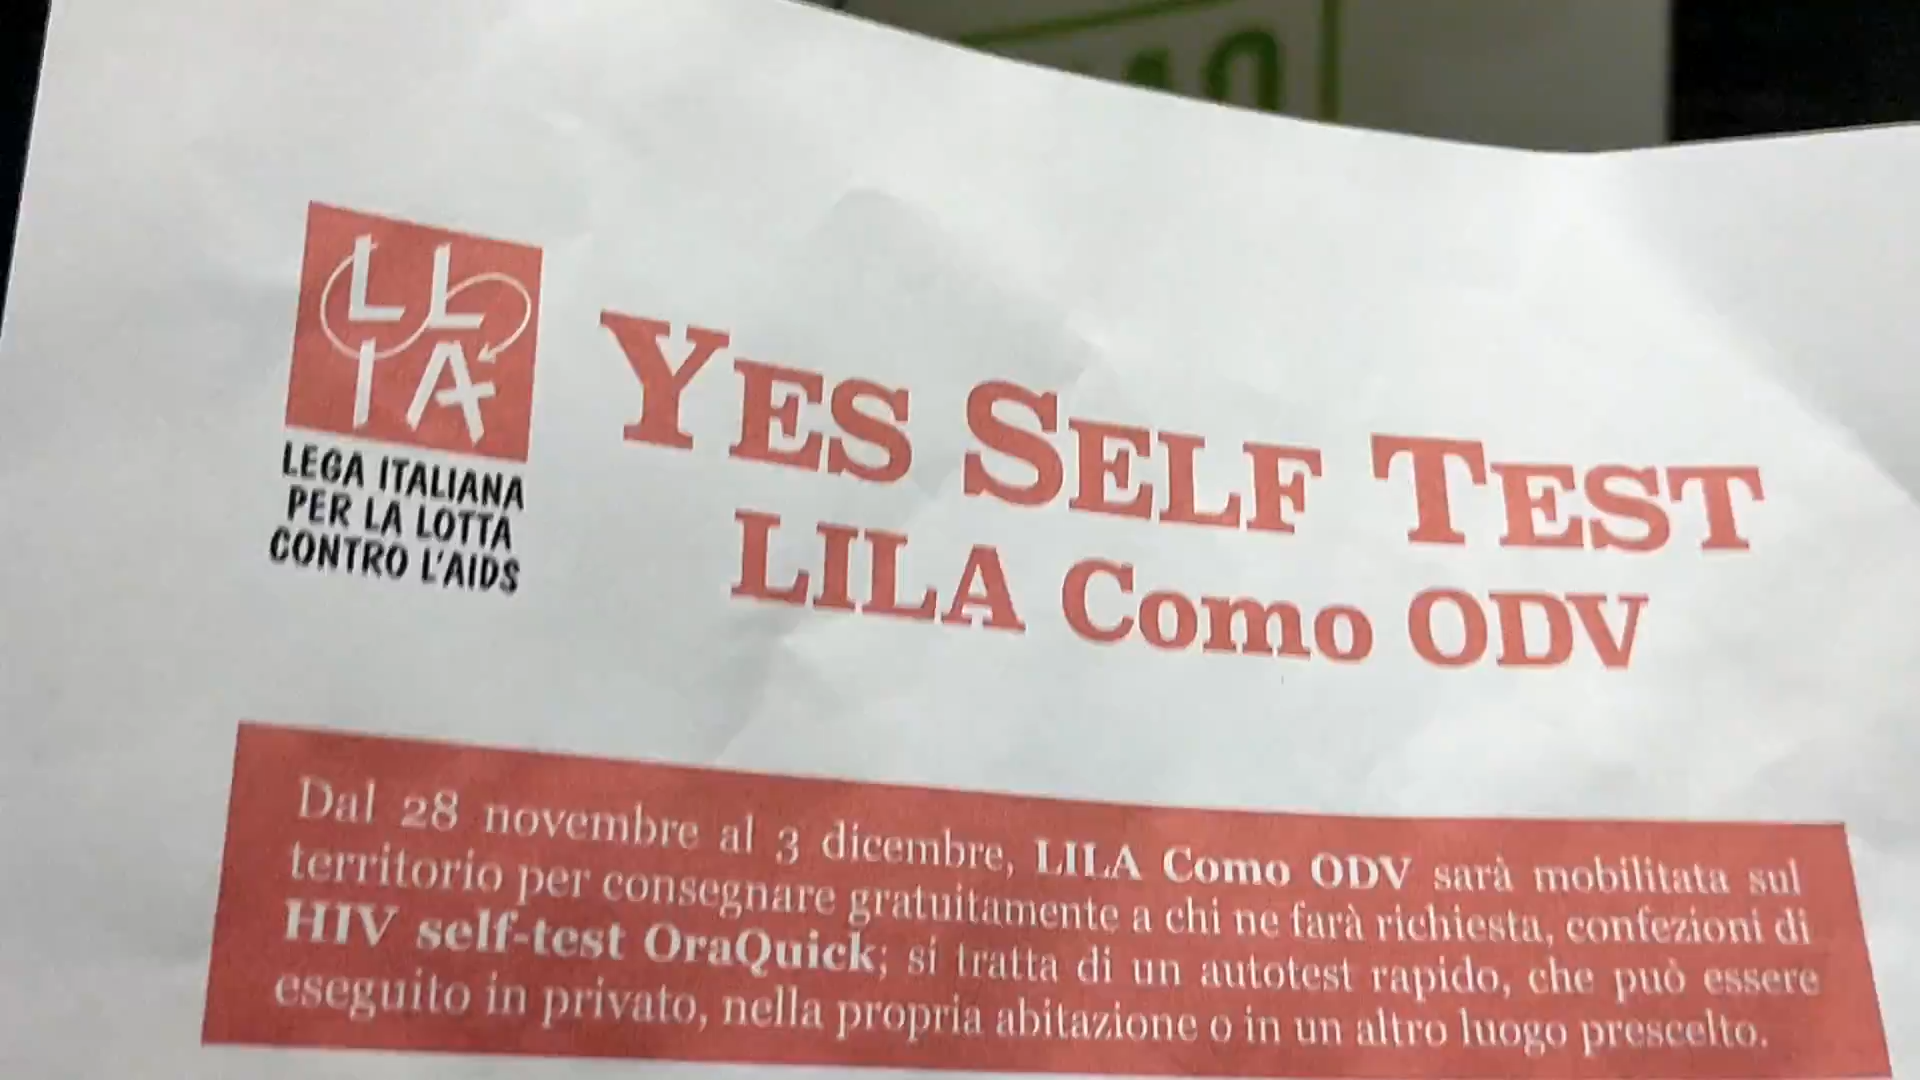 LILA
LEGA ITALIANA
PER LA LOTTA
CONTRO L'AIDS
YES SELF TEST
LILA Como ODV
Dal 28 novembre al 3 dicembre, LILA Como ODV sarà mobilitata sul
territorio per consegnare gratuitamente a chi ne farà richiesta, confezioni di
HIV self-test OraQuick; si tratta di un autotest rapido, che può essere
eseguito in privato, nella propria abitazione o in un altro luogo prescelto.